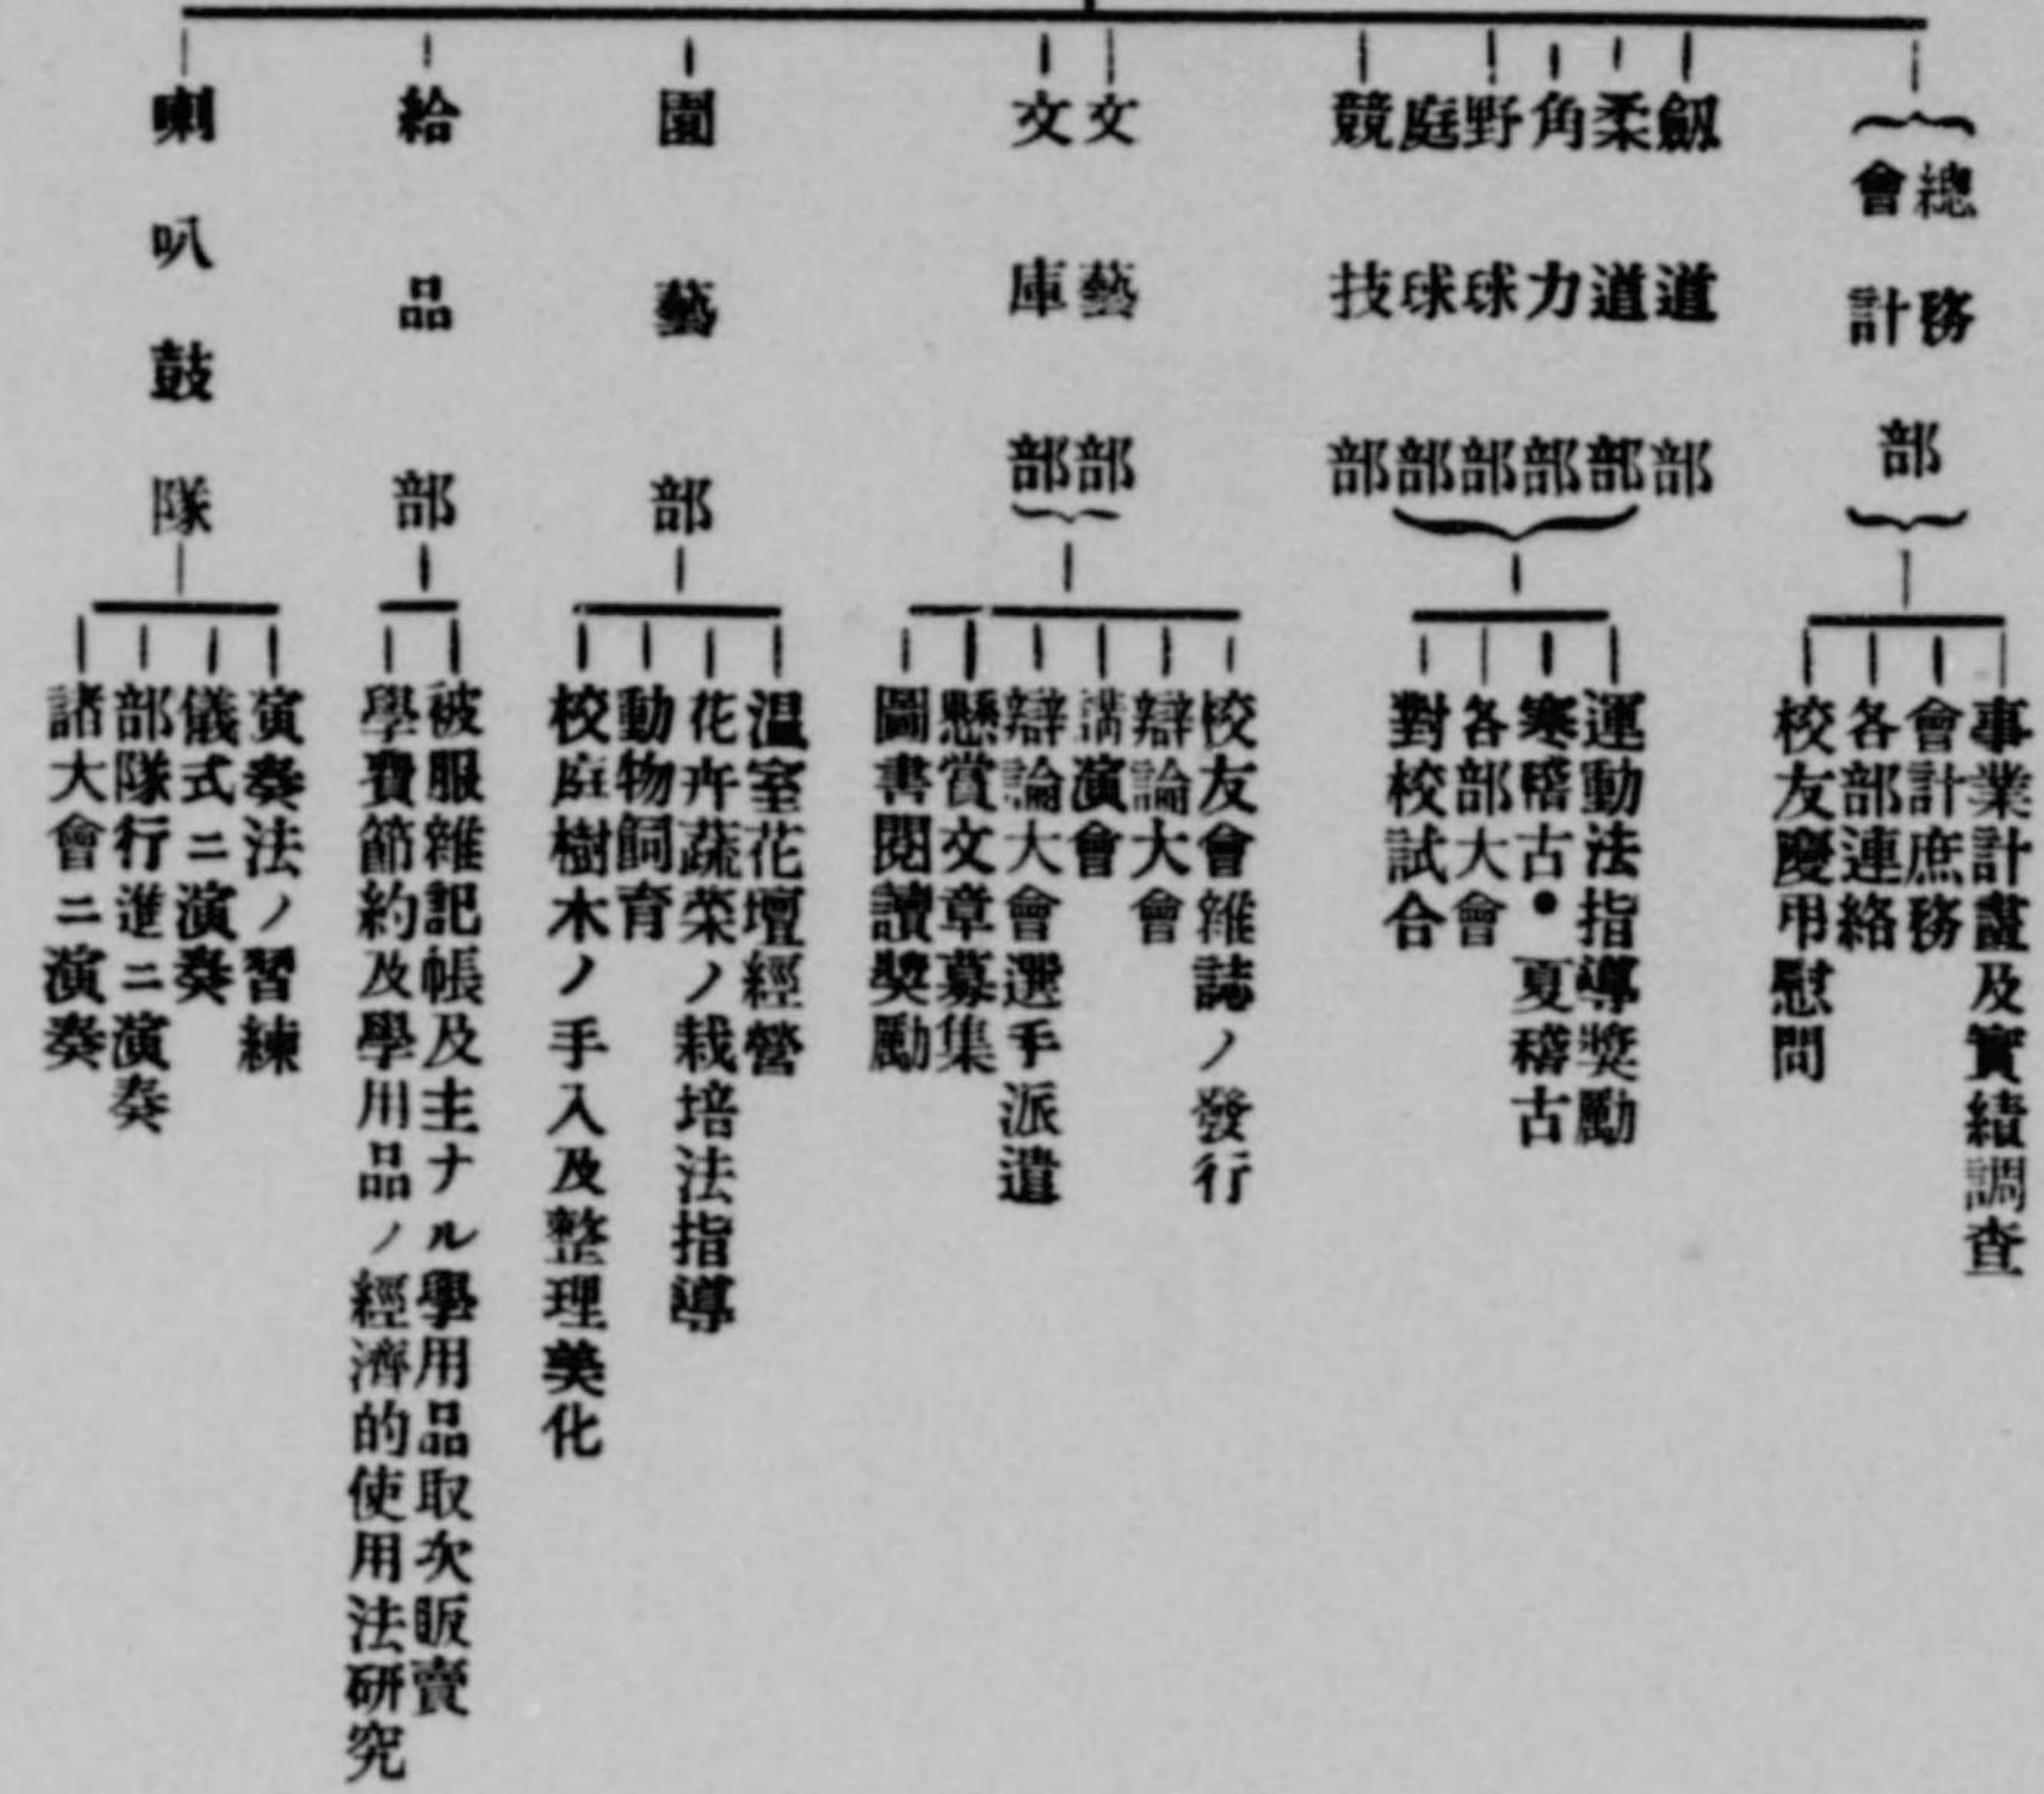 總務
會計
部
事業計畫及實績調査
會計庶務
各部連絡
校友慶弔慰問
劔道部
柔道部
角力部
野球部
庭球部
競技部
運動法指導奬勵
寒稽古・夏稽古
各部大會
對校試合
文藝部
文庫部
校友會雜誌ノ發行
辯論大會
講演會
辯論大會選手派遣
懸賞文章募集
圖書閲讀奬勵
園藝部
温室花壇經營
花卉蔬菜ノ栽培法指導
動物飼育
校庭樹木ノ手入及整理美化
給品部
被服雜記帳及主ナル學用品取次販賣
學費節約及學用品ノ經濟的使用法研究
喇叭鼓隊
演奏法ノ習練
儀式ニ演奏
部隊行進ニ演奏
諸大會ニ演奏